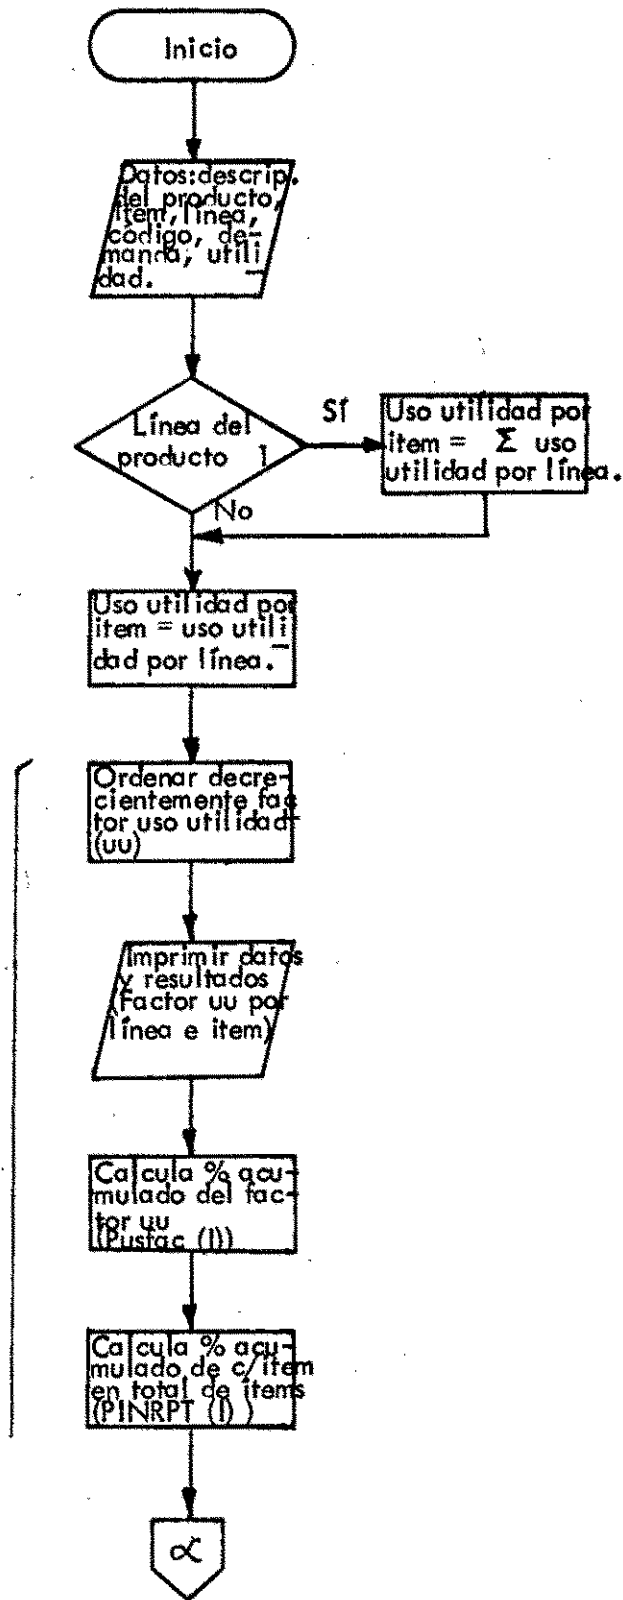 Inicio
Datos:descrip.
del producto,
item, línea,
código, de-
manda, utili
dad.
Línea del
producto 1
Sí
Uso utilidad por
item = Σ uso
utilidad por línea.
No
Uso utilidad por
item = uso utili
dad por línea.
Ordenar decre-
cientemente fac
tor uso utilidad
(uu)
Imprimir datos
y resultados
(Factor uu por
línea e item)
Calcula % acu-
mulado del fac-
tor uu
(Pusfac (I))
Calcula % acu-
mulado de c/item
en total de items
(PINRPT (I) )
∝